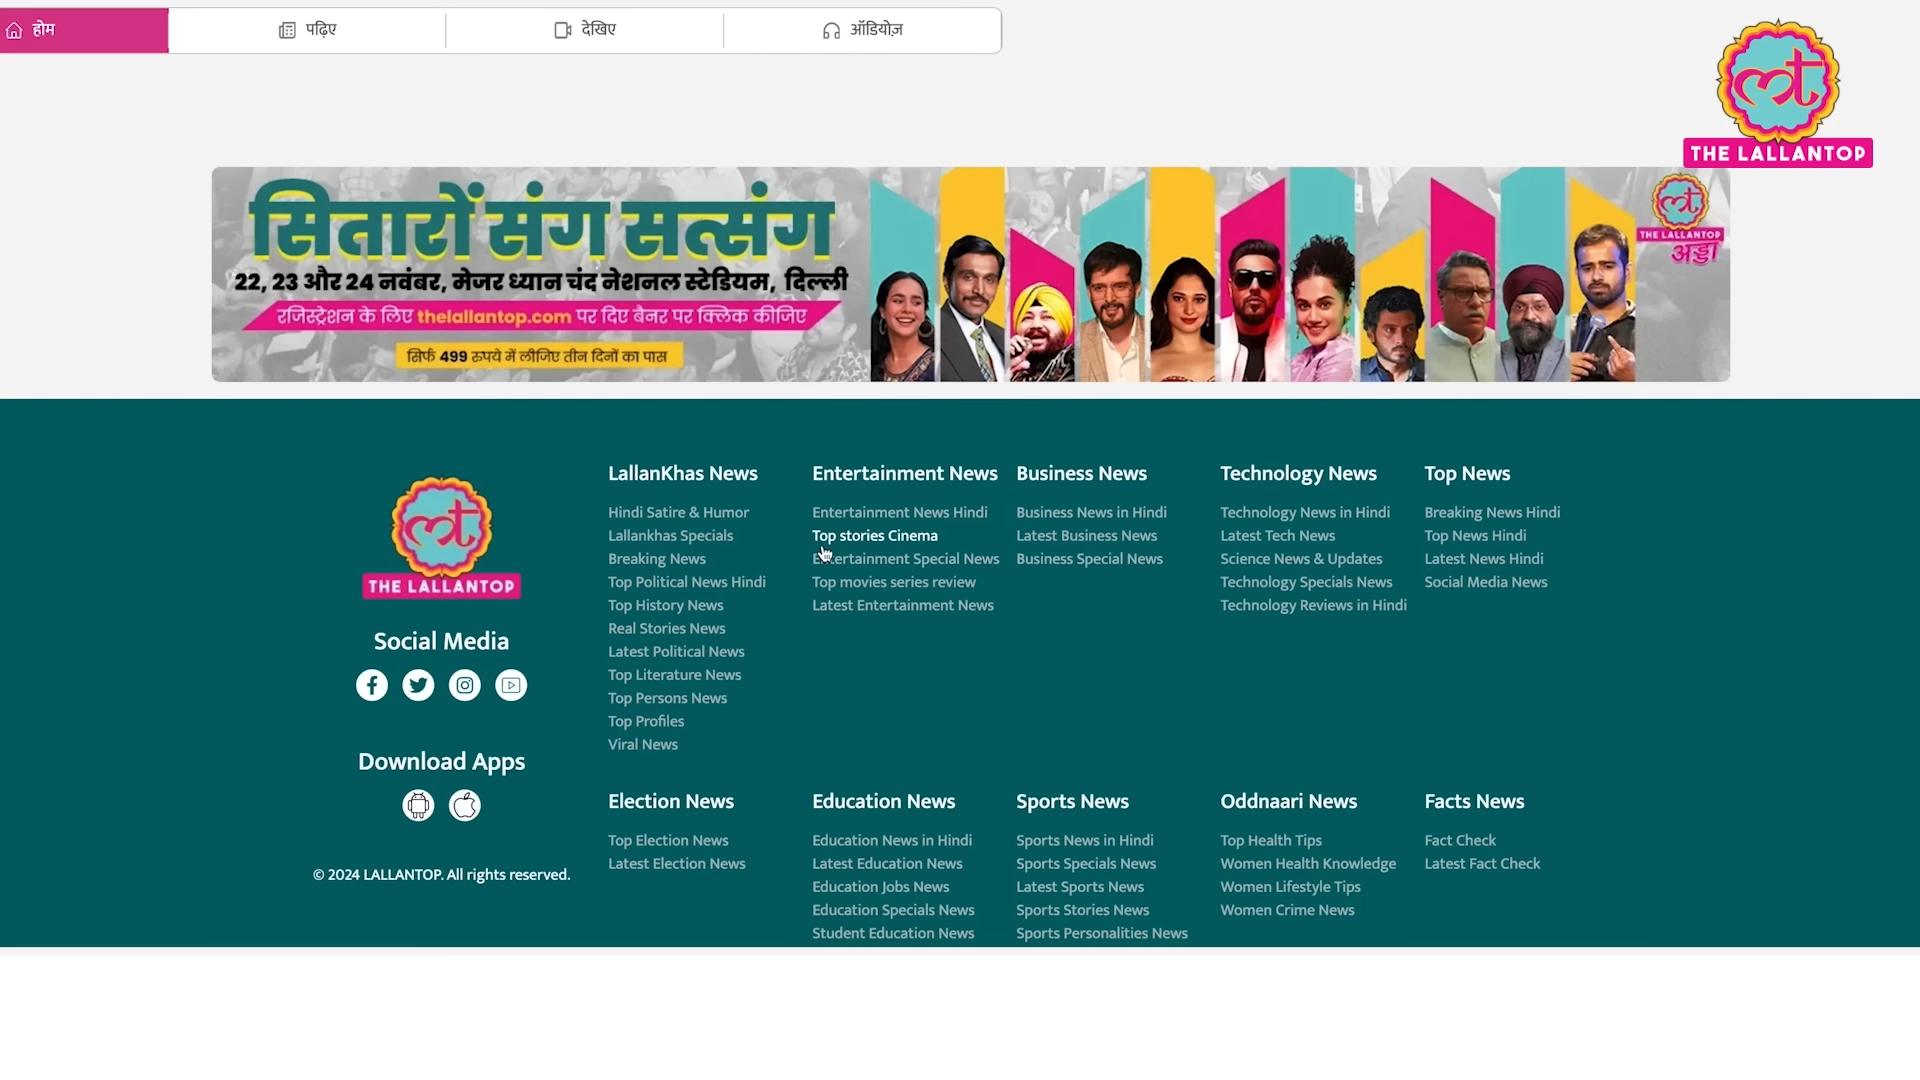 होम
पढ़िए
देखिए
ऑडियोज़
THE LALLANTOP
सितारों संग सत्संग
22, 23 और 24 नवंबर, मेजर ध्यान चंद नेशनल स्टेडियम, दिल्ली
रजिस्ट्रेशन के लिए thelallantop.com पर दिए बैनर पर क्लिक कीजिए
सिर्फ 499 रुपये में लीजिए तीन दिनों का पास
THE LALLANTOP
अड्डा
THE LALLANTOP
Social Media
Download Apps
© 2024 LALLANTOP. All rights reserved.
LallanKhas News
Hindi Satire & Humor
Lallankhas Specials
Breaking News
Top Political News Hindi
Top History News
Real Stories News
Latest Political News
Top Literature News
Top Persons News
Top Profiles
Viral News
Entertainment News
Entertainment News Hindi
Top stories Cinema
Entertainment Special News
Top movies series review
Latest Entertainment News
Business News
Business News in Hindi
Latest Business News
Business Special News
Technology News
Technology News in Hindi
Latest Tech News
Science News & Updates
Technology Specials News
Technology Reviews in Hindi
Top News
Breaking News Hindi
Top News Hindi
Latest News Hindi
Social Media News
Election News
Top Election News
Latest Election News
Education News
Education News in Hindi
Latest Education News
Education Jobs News
Education Specials News
Student Education News
Sports News
Sports News in Hindi
Sports Specials News
Latest Sports News
Sports Stories News
Sports Personalities News
Oddnaari News
Top Health Tips
Women Health Knowledge
Women Lifestyle Tips
Women Crime News
Facts News
Fact Check
Latest Fact Check